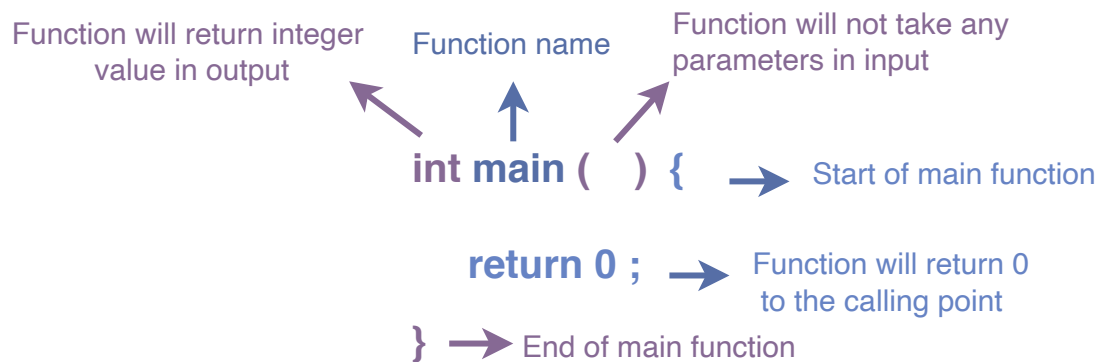 Function will return integer
value in output
Function name
Function will not take any
parameters in input
int main (   ) {
Start of main function
return 0 ;
Function will return 0
to the calling point
}
End of main function